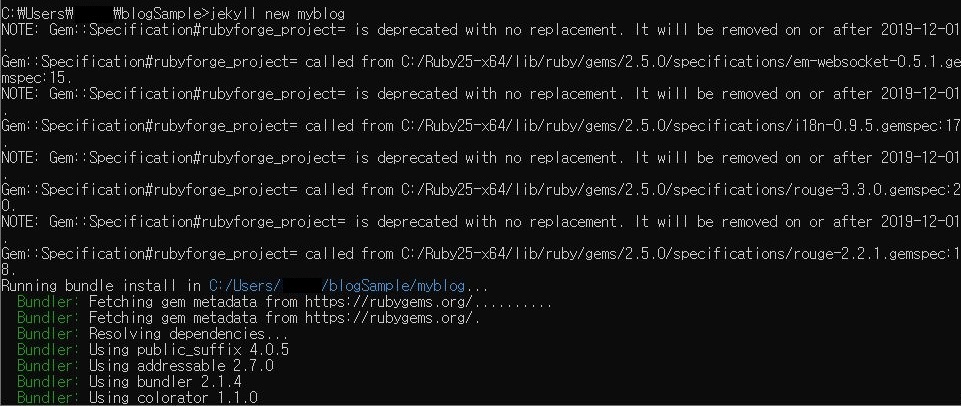 C:₩Users₩ ₩blogSample>jekyll new myblog
NOTE: Gem::Specification#rubyforge_project= is deprecated with no replacement. It will be removed on or after 2019-12-01
.
Gem::Specification#rubyforge_project= called from C:/Ruby25-x64/lib/ruby/gems/2.5.0/specifications/em-websocket-0.5.1.ge
mspec:15.
NOTE: Gem::Specification#rubyforge_project= is deprecated with no replacement. It will be removed on or after 2019-12-01
.
Gem::Specification#rubyforge_project= called from C:/Ruby25-x64/lib/ruby/gems/2.5.0/specifications/i18n-0.9.5.gemspec:17
.
NOTE: Gem::Specification#rubyforge_project= is deprecated with no replacement. It will be removed on or after 2019-12-01
.
Gem::Specification#rubyforge_project= called from C:/Ruby25-x64/lib/ruby/gems/2.5.0/specifications/rouge-3.3.0.gemspec:2
0.
NOTE: Gem::Specification#rubyforge_project= is deprecated with no replacement. It will be removed on or after 2019-12-01
.
Gem::Specification#rubyforge_project= called from C:/Ruby25-x64/lib/ruby/gems/2.5.0/specifications/rouge-2.2.1.gemspec:1
8.
Running bundle install in C:/Users/ /blogSample/myblog...
Bundler: Fetching gem metadata from https://rubygems.org/..........
Bundler: Fetching gem metadata from https://rubygems.org/.
Bundler: Resolving dependencies...
Bundler: Using public_suffix 4.0.5
Bundler: Using addressable 2.7.0
Bundler: Using bundler 2.1.4
Bundler: Using colorator 1.1.0